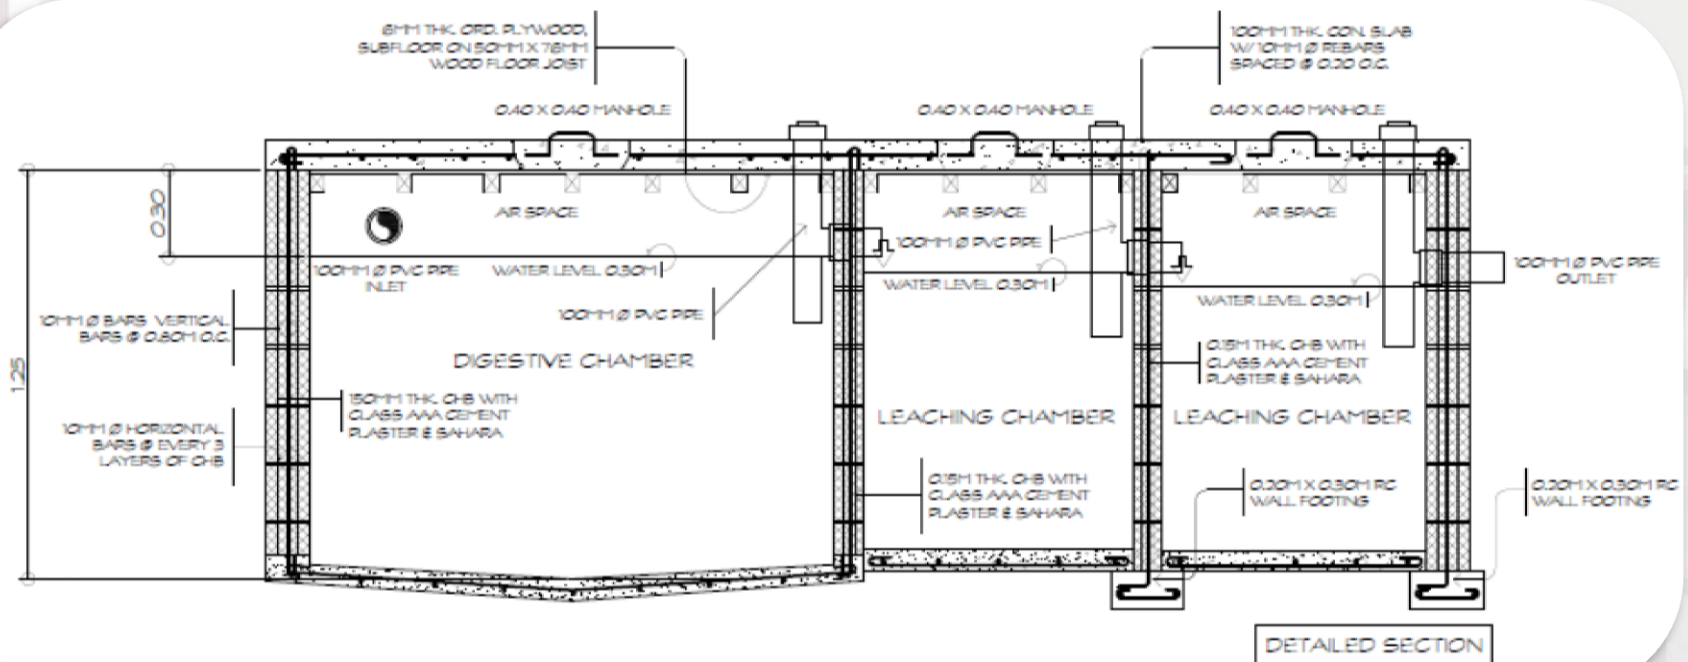 6MM THK. ORD. PLYWOOD,
SUBFLOOR ON 50MM X 76MM
WOOD FLOOR JOIST
100MM THK. CON. SLAB
W/ 10MM Ø REBARS
SPACED @ 0.20 O.C.
0.40 X 0.40 MANHOLE
0.40 X 0.40 MANHOLE
0.40 X 0.40 MANHOLE
0.30
1.25
AIR SPACE
AIR SPACE
AIR SPACE
100MM Ø PVC PIPE
INLET
WATER LEVEL 0.30M
100MM Ø PVC PIPE
100MM Ø PVC PIPE
WATER LEVEL 0.30M
WATER LEVEL 0.30M
100MM Ø PVC PIPE
OUTLET
10MM Ø BARS VERTICAL
BARS @ 0.80M O.C.
DIGESTIVE CHAMBER
0.15M THK. CHB WITH
CLASS AAA CEMENT
PLASTER & SAHARA
150MM THK. CHB WITH
CLASS AAA CEMENT
PLASTER & SAHARA
LEACHING CHAMBER
LEACHING CHAMBER
10MM Ø HORIZONTAL
BARS @ EVERY 3
LAYERS OF CHB
0.15M THK. CHB WITH
CLASS AAA CEMENT
PLASTER & SAHARA
0.20M X 0.30M RC
WALL FOOTING
0.20M X 0.30M RC
WALL FOOTING
DETAILED SECTION